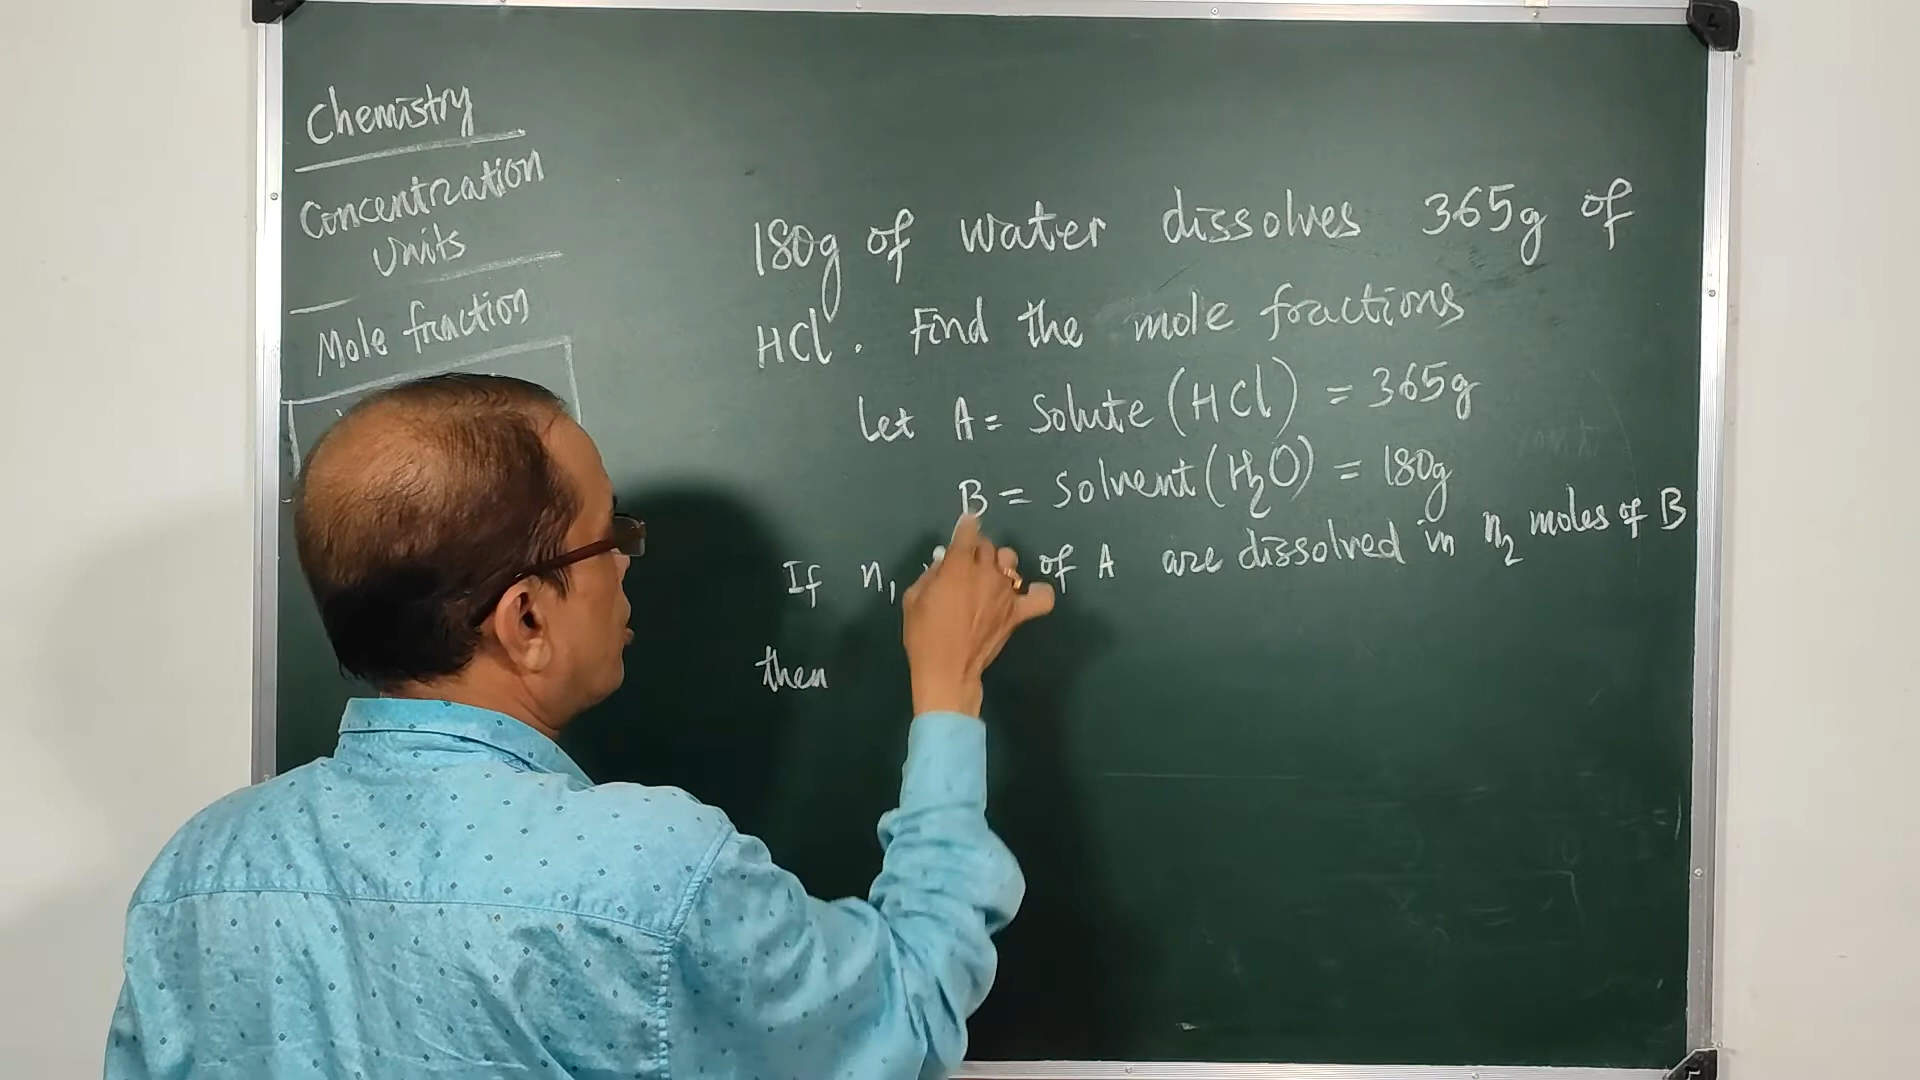 Chemistry
Concentration
units
Mole fraction
180g of water dissolves 365g of
HCl. Find the mole fractions
Let A = Solute (HCl) = 365g
B = Solvent (H₂O) = 180g
If n₁ of A are dissolved in n₂ moles of B
then